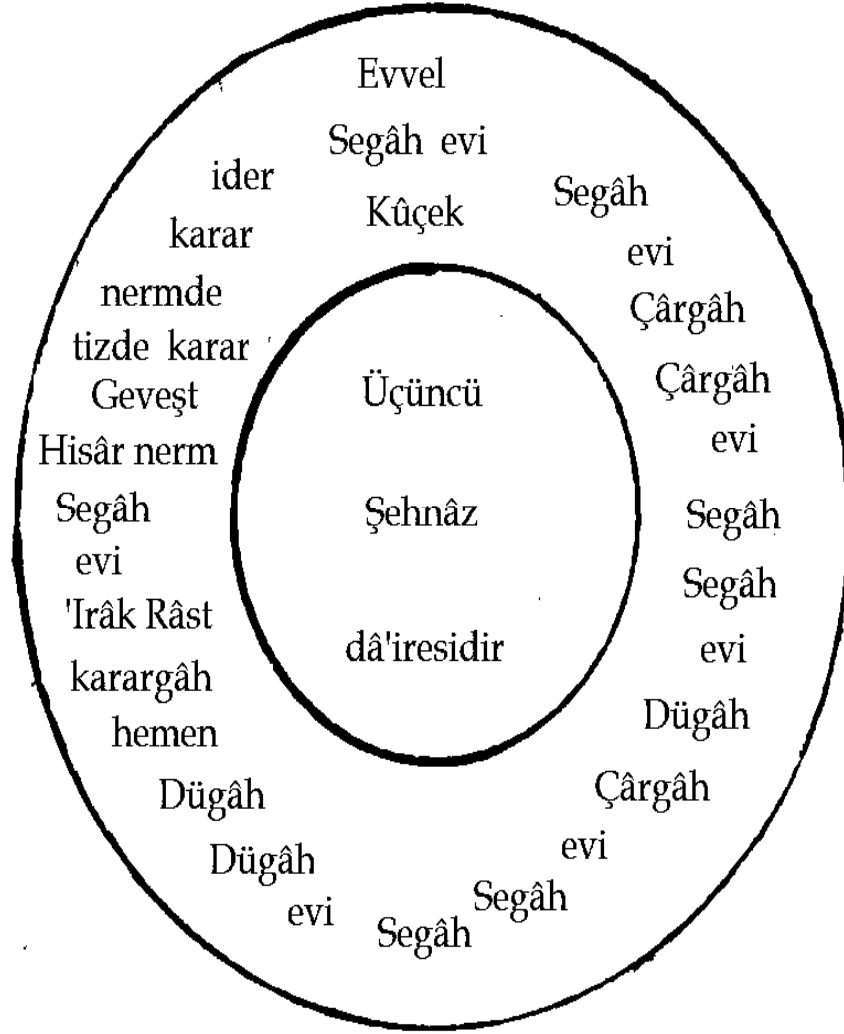 Evvel
Segâh evi
Kûçek
Segâh
evi
Çârgâh
Çârgâh
evi
Segâh
Segâh
evi
Dügâh
Çârgâh
evi
Segâh
Segâh
evi
Dügâh
Dügâh
hemen
karargâh
'Irâk Râst
evi
Segâh
Hisâr nerm
Geveşt
tizde karar
nermde
karar
ider
Üçüncü
Şehnâz
dâ'iresidir